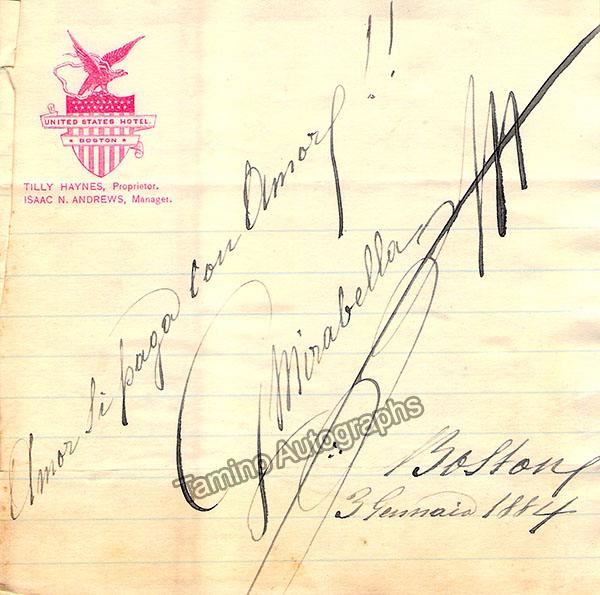 UNITED STATES HOTEL.
BOSTON
TILLY HAYNES, Proprietor.
ISAAC N. ANDREWS, Manager.
Amor si paga con Amor!!!
G Mirabella
Tamino Autographs
Boston
3 Gennaio 1884